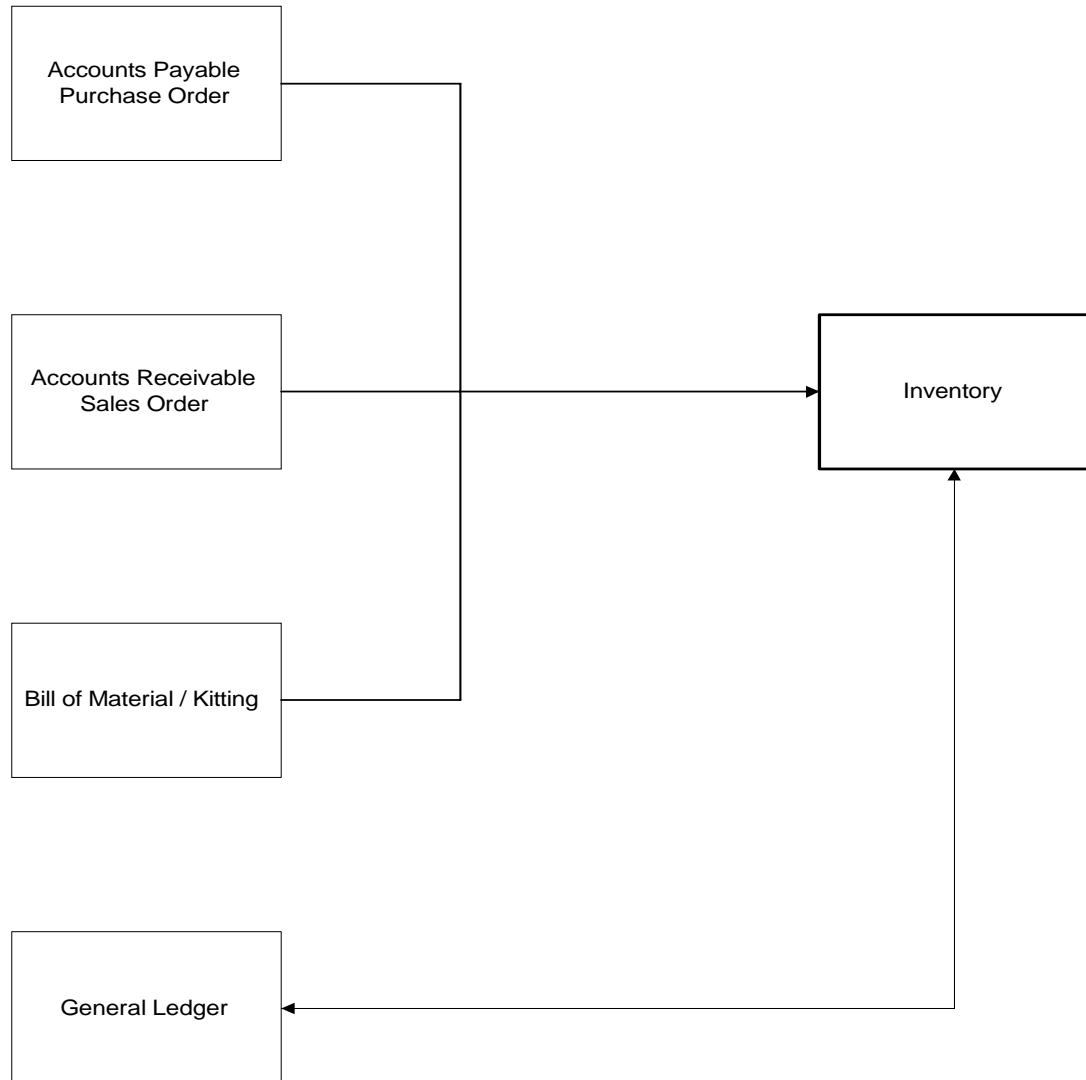 Accounts Payable
Purchase Order
Accounts Receivable
Sales Order
Inventory
Bill of Material / Kitting
General Ledger